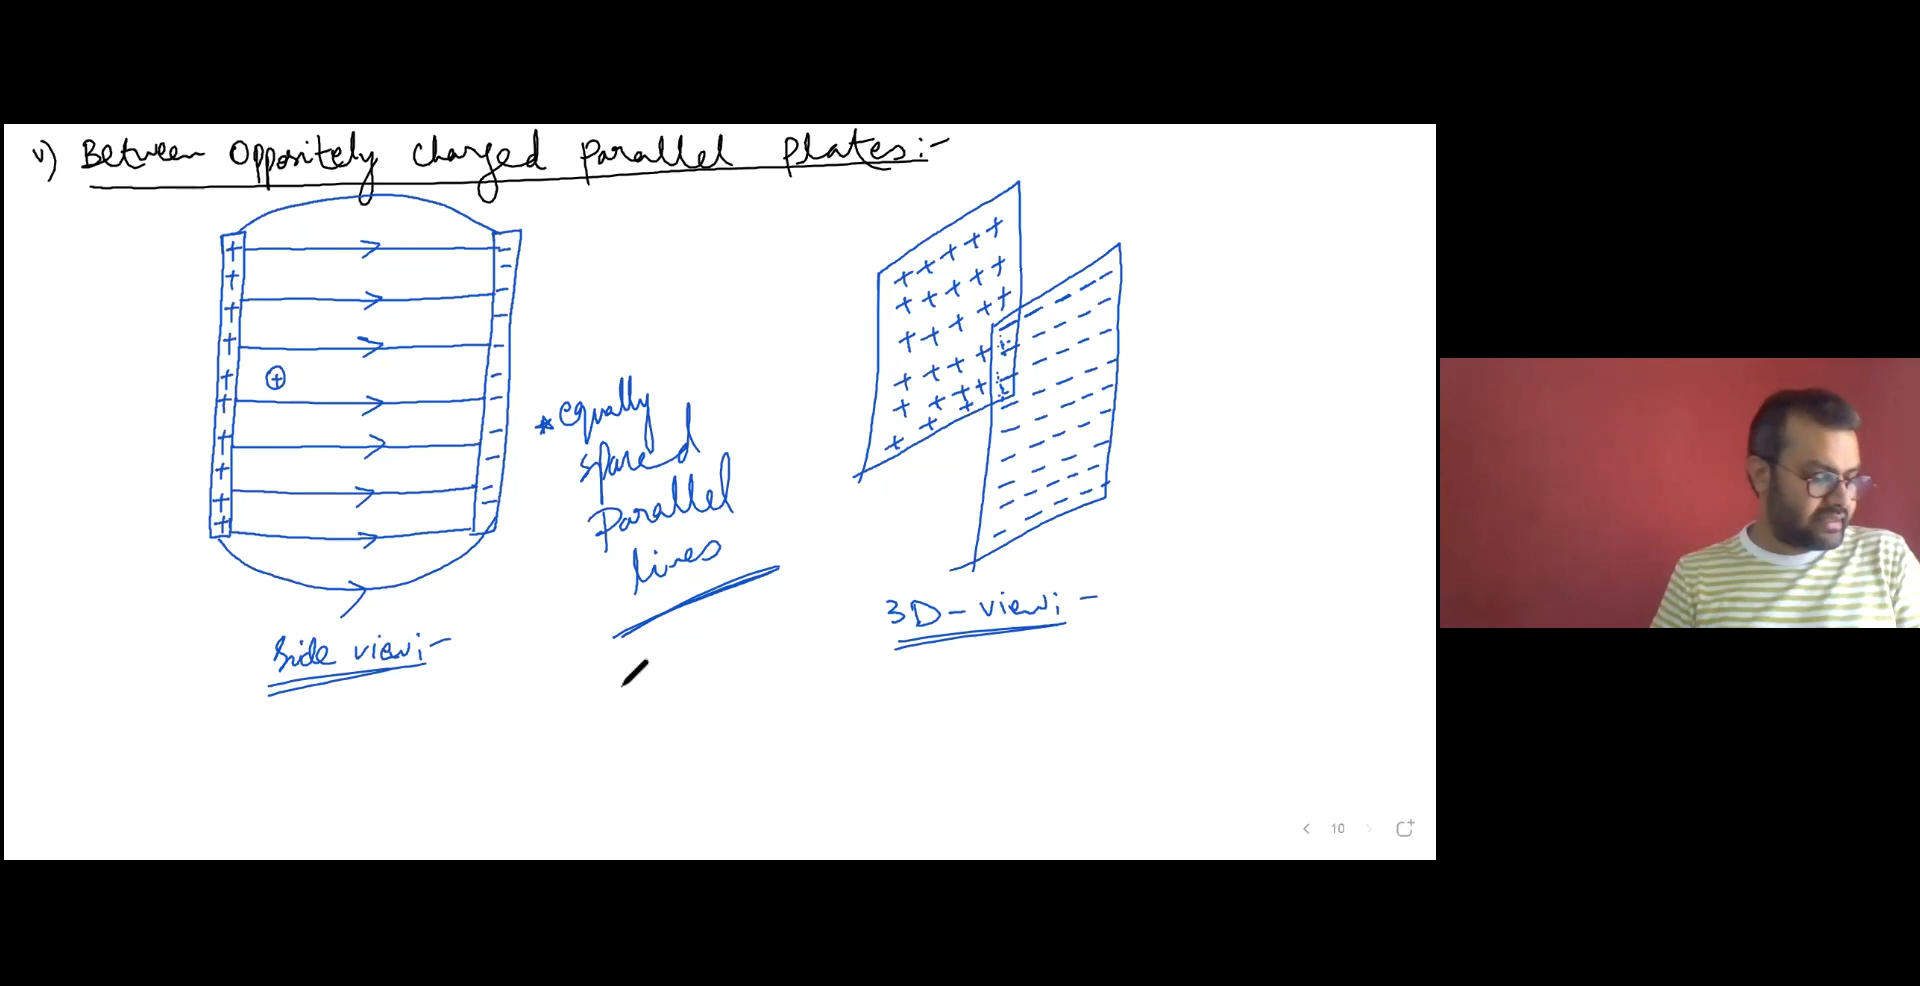 v) Between Oppositely charged parallel plates:-
* equally
spaced
Parallel
lines
Side view:-
3D-view:-
10